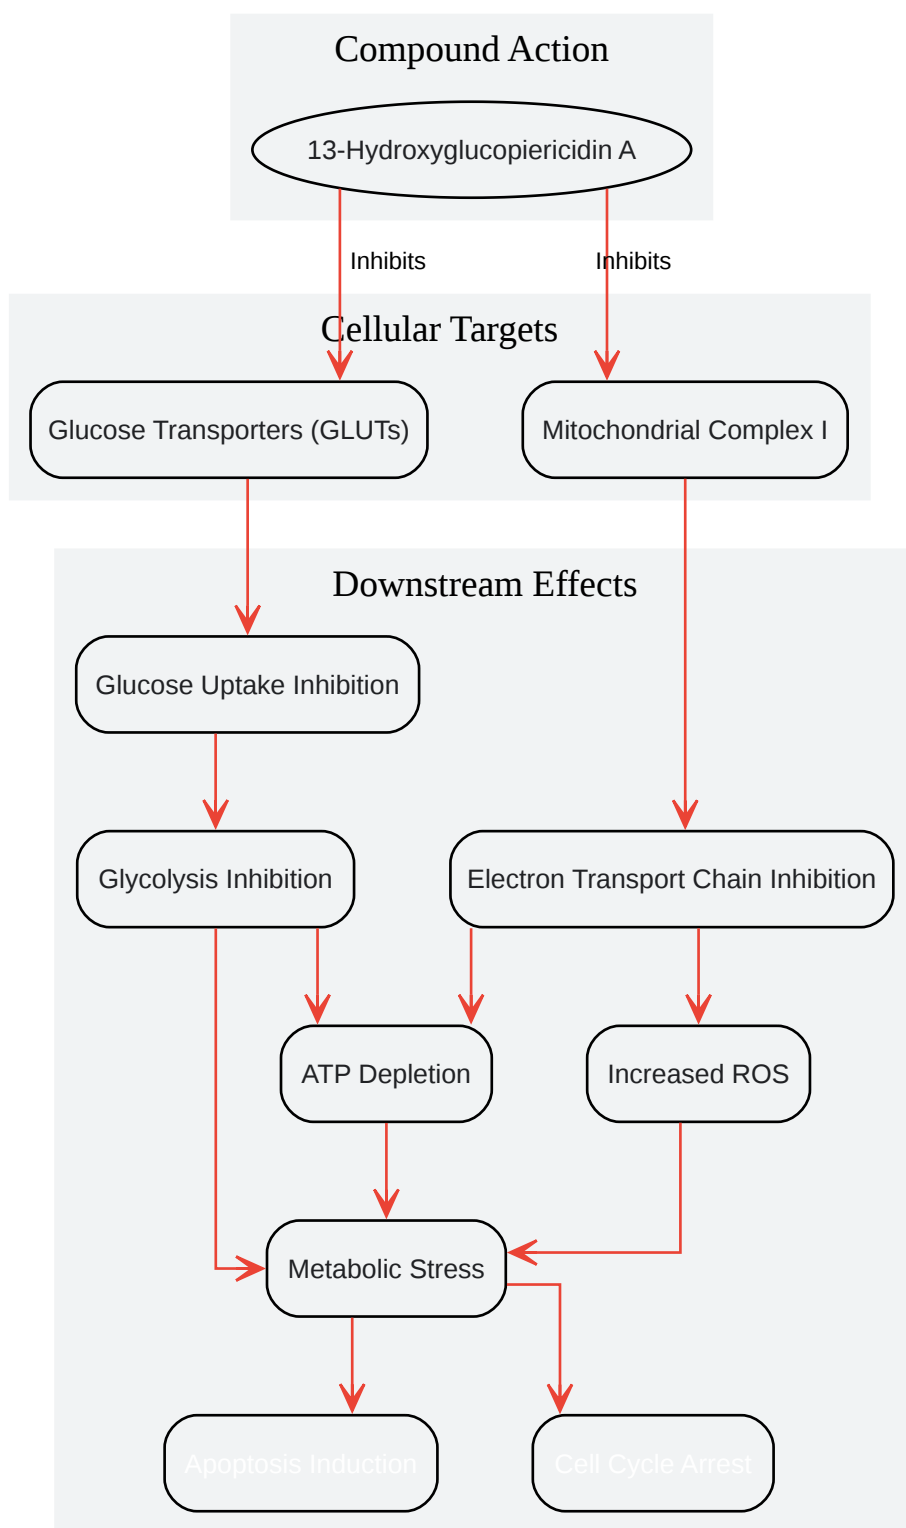 Compound Action
13-Hydroxyglucopiericidin A
Inhibits
Inhibits
Cellular Targets
Glucose Transporters (GLUTs)
Mitochondrial Complex I
Downstream Effects
Glucose Uptake Inhibition
Glycolysis Inhibition
Electron Transport Chain Inhibition
ATP Depletion
Increased ROS
Metabolic Stress
Apoptosis Induction
Cell Cycle Arrest